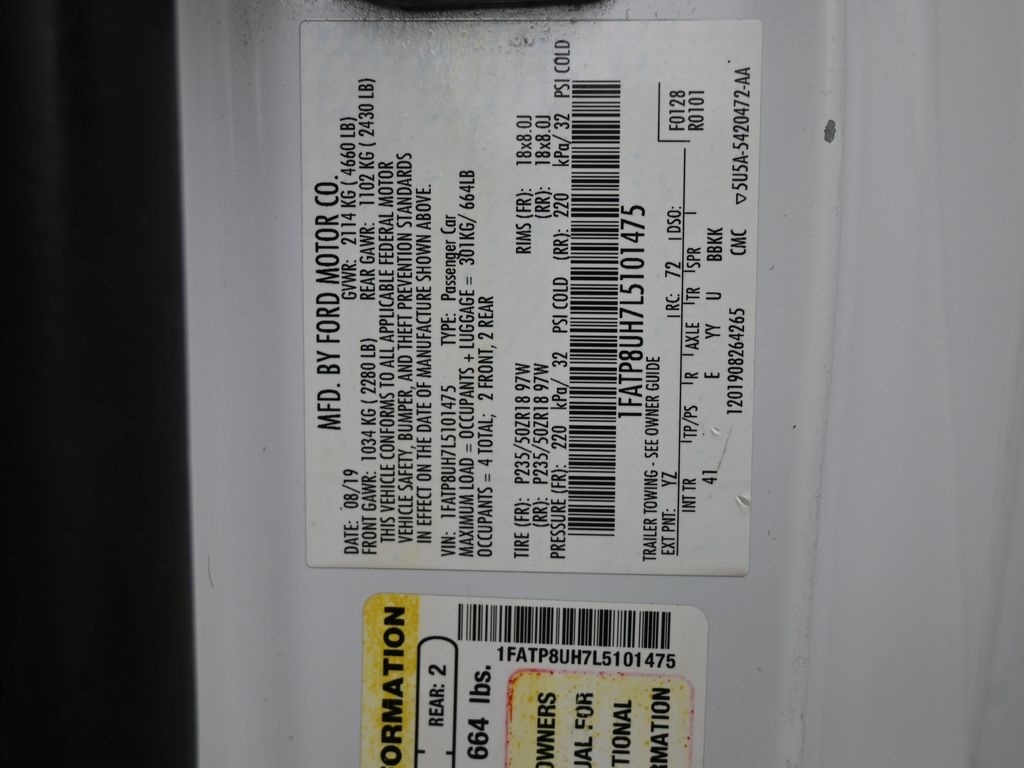 MFD. BY FORD MOTOR CO.
DATE: 08/19 GVWR: 2114 KG ( 4660 LB)
FRONT GAWR: 1034 KG ( 2280 LB) REAR GAWR: 1102 KG ( 2430 LB)
THIS VEHICLE CONFORMS TO ALL APPLICABLE FEDERAL MOTOR
VEHICLE SAFETY, BUMPER, AND THEFT PREVENTION STANDARDS
IN EFFECT ON THE DATE OF MANUFACTURE SHOWN ABOVE.
VIN: 1FATP8UH7L5101475 TYPE: Passenger Car
MAXIMUM LOAD = OCCUPANTS + LUGGAGE = 301KG/ 664LB
OCCUPANTS = 4 TOTAL; 2 FRONT, 2 REAR
TIRE (FR): P235/50ZR18 97W RIMS (FR): 18x8.0J
(RR): P235/50ZR18 97W (RR): 18x8.0J
PRESSURE (FR): 220 kPa/ 32 PSI COLD (RR): 220 kPa/ 32 PSI COLD
1FATP8UH7L5101475
TRAILER TOWING - SEE OWNER GUIDE
F0128
R0101
EXT PNT: YZ RC: 72 DSO:
INT TR TP/PS R AXLE TR SPR
41 E YY U BBKK
1201908264265 CMC ▽5U5A-5420472-AA
ORMATION
REAR: 2
664 lbs.
1FATP8UH7L5101475
OWNERS
UAL FOR
TIONAL
RMATION